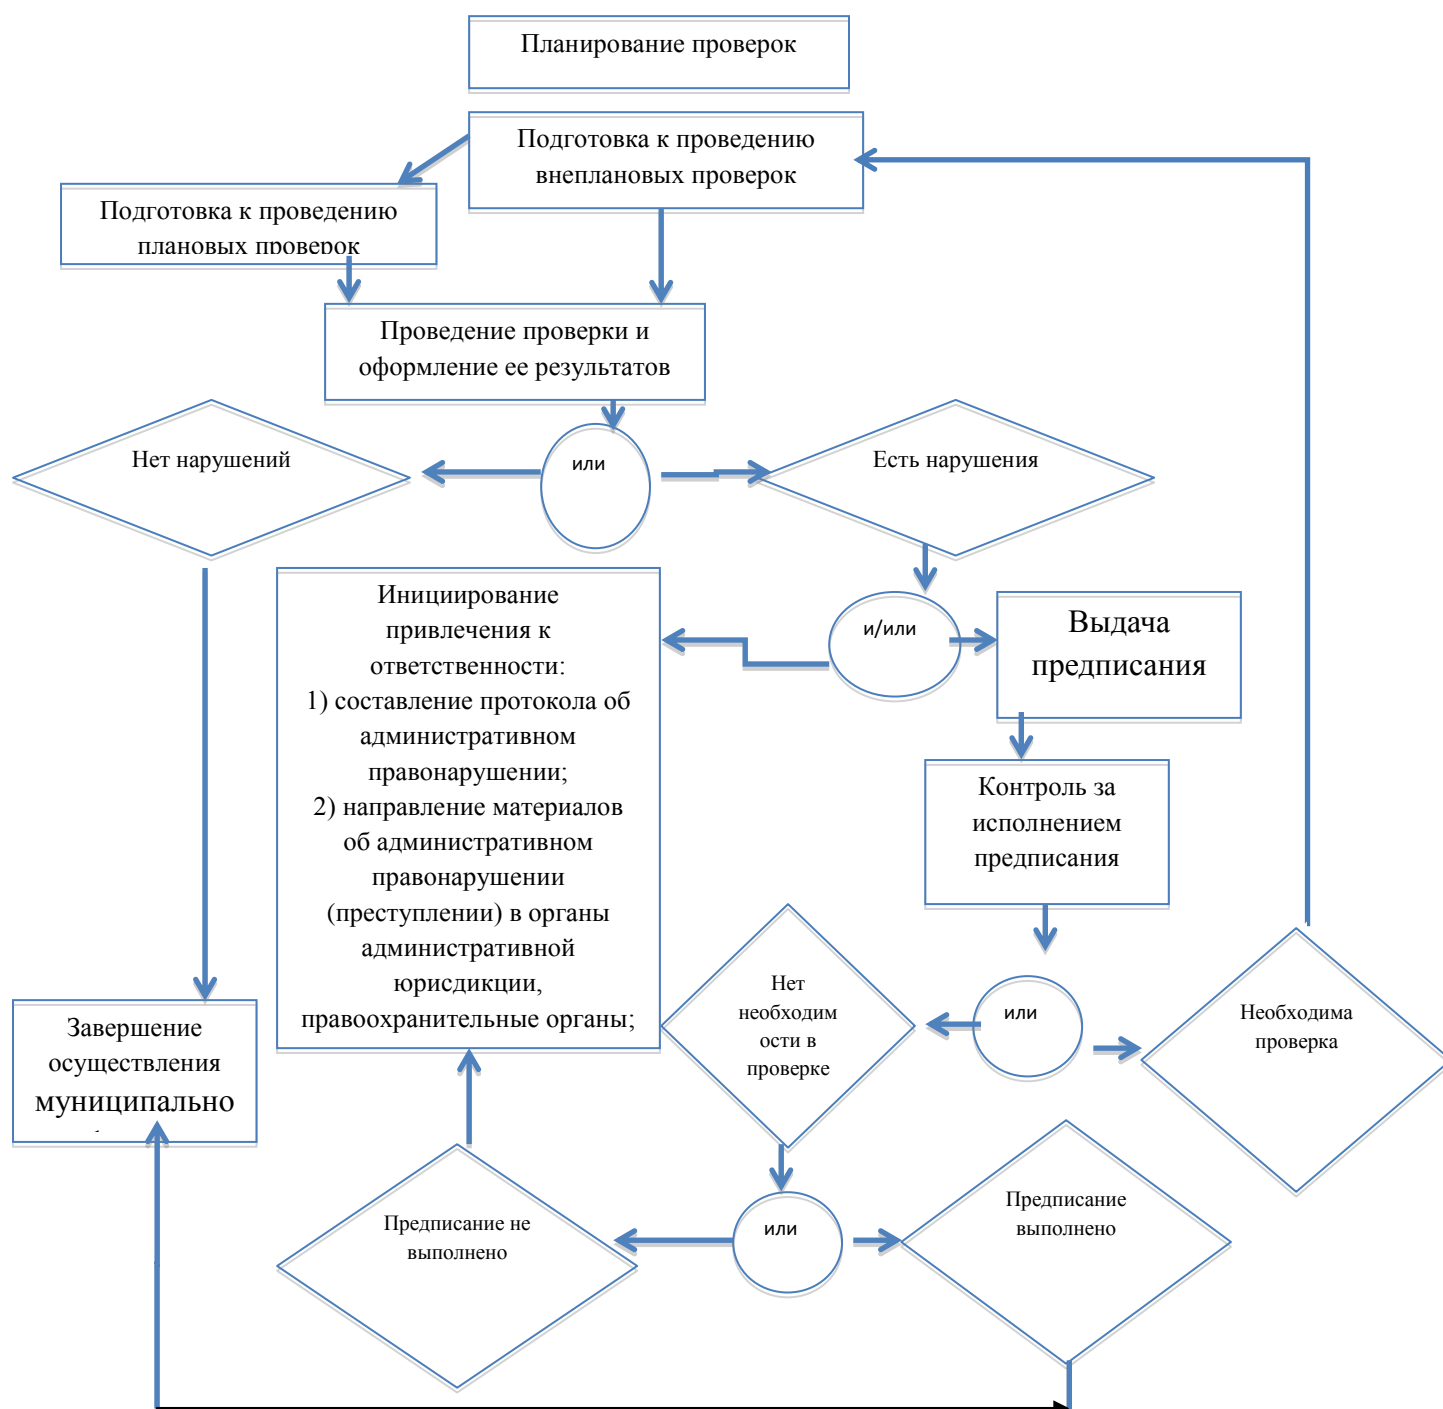 Планирование проверок
Подготовка к проведению
внеплановых проверок
Подготовка к проведению
плановых проверок
Проведение проверки и
оформление ее результатов
Нет нарушений
или
Есть нарушения
Инициирование
привлечения к
ответственности:
1) составление протокола об
административном
правонарушении;
2) направление материалов
об административном
правонарушении
(преступлении) в органы
административной
юрисдикции,
правоохранительные органы;
и/или
Выдача
предписания
Контроль за
исполнением
предписания
Нет
необходим
ости в
проверке
или
Необходима
проверка
Завершение
осуществления
муниципально
Предписание не
выполнено
или
Предписание
выполнено